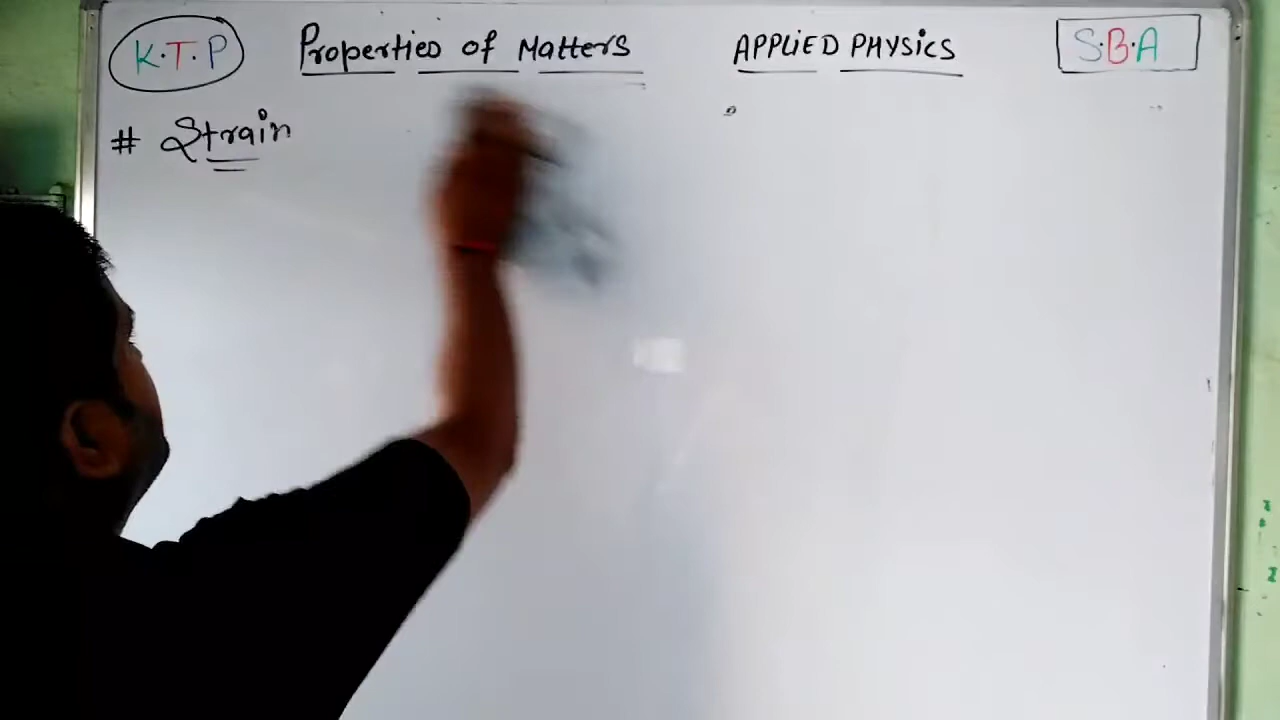 K.T.P Properties of Matters APPLiED PHYSiCS S.B.A
# Strain